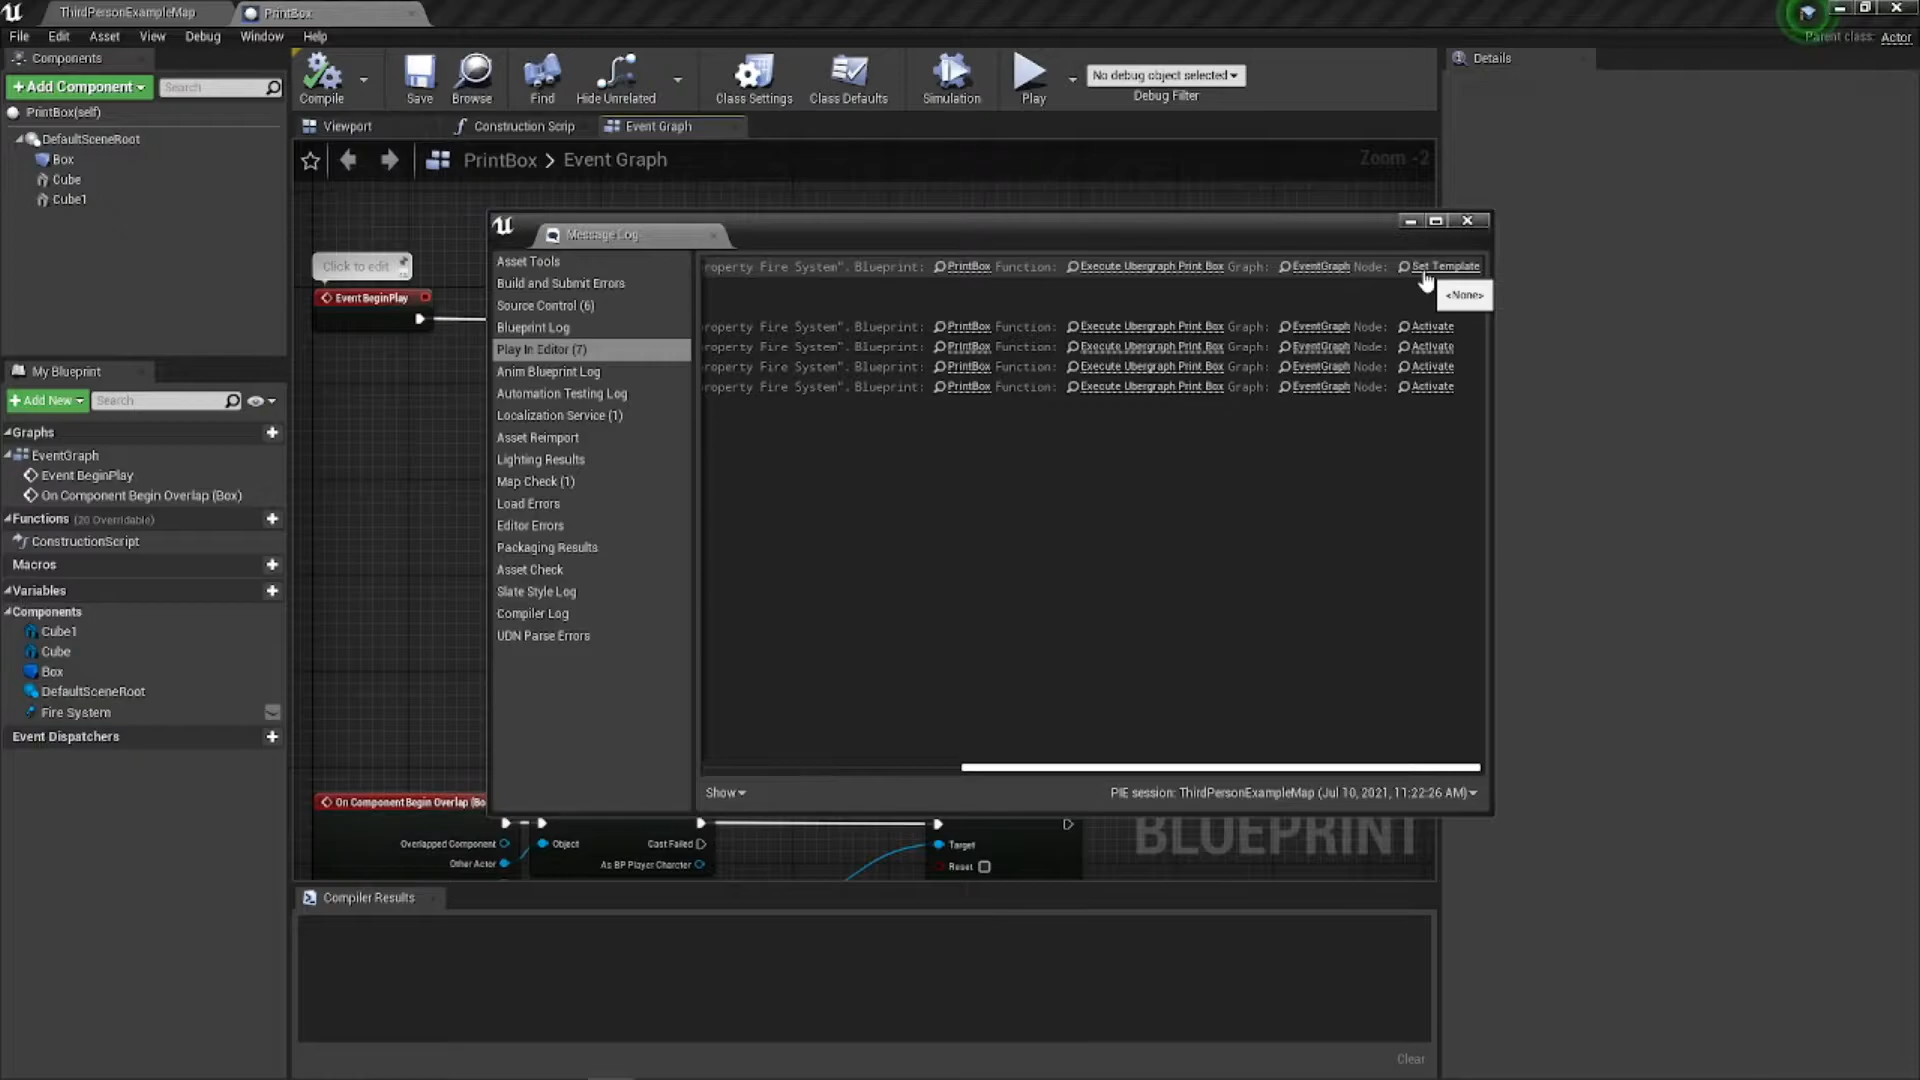 ThirdPersonExampleMap
PrintBox
File Edit Asset View Debug Window Help
Parent class: Actor
Components
+Add Component
Search
PrintBox(self)
DefaultSceneRoot
Box
Cube
Cube1
Compile
Save
Browse
Find
Hide Unrelated
Class Settings
Class Defaults
Simulation
Play
No debug object selected
Debug Filter
Details
Viewport
Construction Scrip
Event Graph
PrintBox > Event Graph
Zoom -2
Click to edit
Event BeginPlay
Message Log
Asset Tools
Build and Submit Errors
Source Control (6)
Blueprint Log
Play In Editor (7)
Anim Blueprint Log
Automation Testing Log
Localization Service (1)
Asset Reimport
Lighting Results
Map Check (1)
Load Errors
Editor Errors
Packaging Results
Asset Check
Slate Style Log
Compiler Log
UDN Parse Errors
roperty Fire System". Blueprint: PrintBox Function: Execute Ubergraph Print Box Graph: EventGraph Node: Set Template
<None>
roperty Fire System". Blueprint: PrintBox Function: Execute Ubergraph Print Box Graph: EventGraph Node: Activate
roperty Fire System". Blueprint: PrintBox Function: Execute Ubergraph Print Box Graph: EventGraph Node: Activate
roperty Fire System". Blueprint: PrintBox Function: Execute Ubergraph Print Box Graph: EventGraph Node: Activate
roperty Fire System". Blueprint: PrintBox Function: Execute Ubergraph Print Box Graph: EventGraph Node: Activate
Show
PIE session: ThirdPersonExampleMap (Jul 10, 2021, 11:22:26 AM)
My Blueprint
+Add New
Search
Graphs
EventGraph
Event BeginPlay
On Component Begin Overlap (Box)
Functions (20 Overridable)
ConstructionScript
Macros
Variables
Components
Cube1
Cube
Box
DefaultSceneRoot
Fire System
Event Dispatchers
On Component Begin Overlap (Bo
Overlapped Component
Other Actor
Object
Cast Failed
As BP Player Charcter
Target
Reset
BLUEPRINT
Compiler Results
Clear